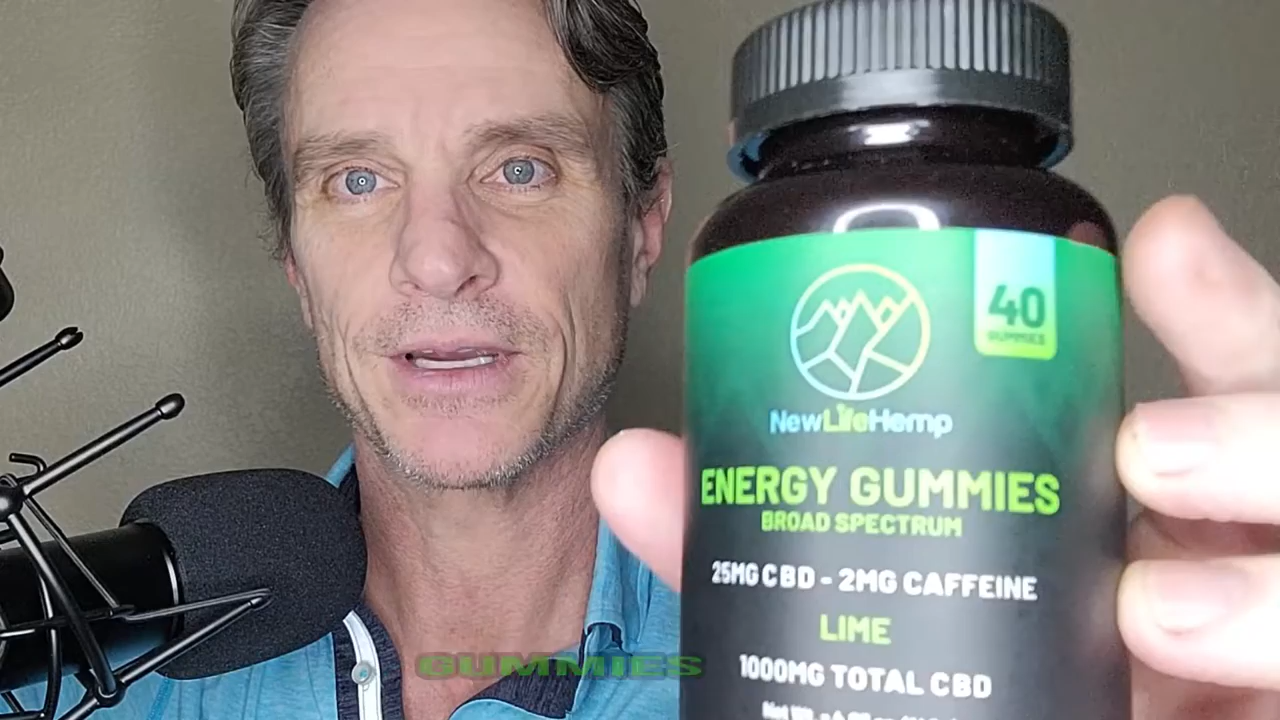 40
GUMMIES
NewLifeHemp
ENERGY GUMMIES
BROAD SPECTRUM
25MG CBD - 2MG CAFFEINE
LIME
1000MG TOTAL CBD
GUMMIES